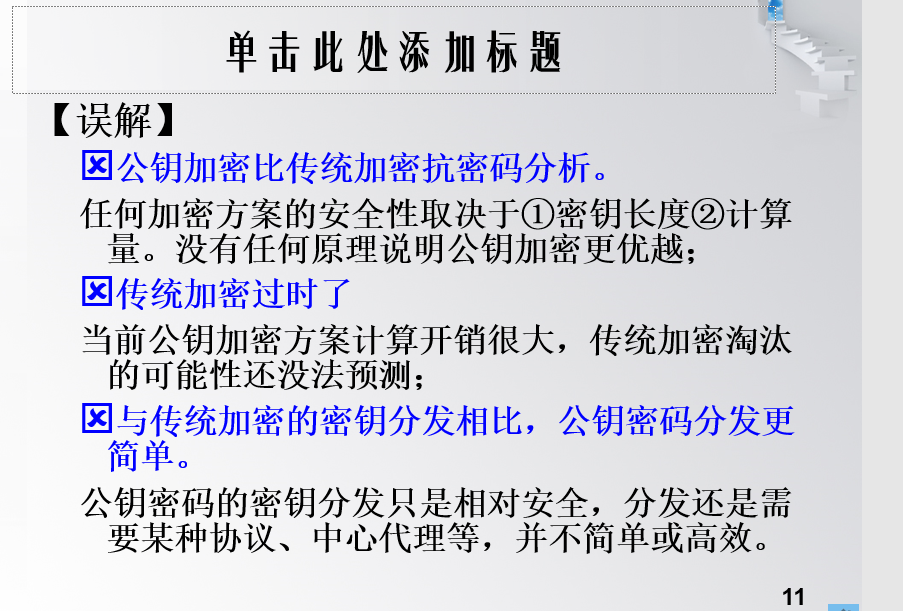 单击此处添加标题
【误解】
公钥加密比传统加密抗密码分析。
任何加密方案的安全性取决于①密钥长度②计算
量。没有任何原理说明公钥加密更优越；
传统加密过时了
当前公钥加密方案计算开销很大，传统加密淘汰
的可能性还没法预测；
与传统加密的密钥分发相比，公钥密码分发更
简单。
公钥密码的密钥分发只是相对安全，分发还是需
要某种协议、中心代理等，并不简单或高效。
11